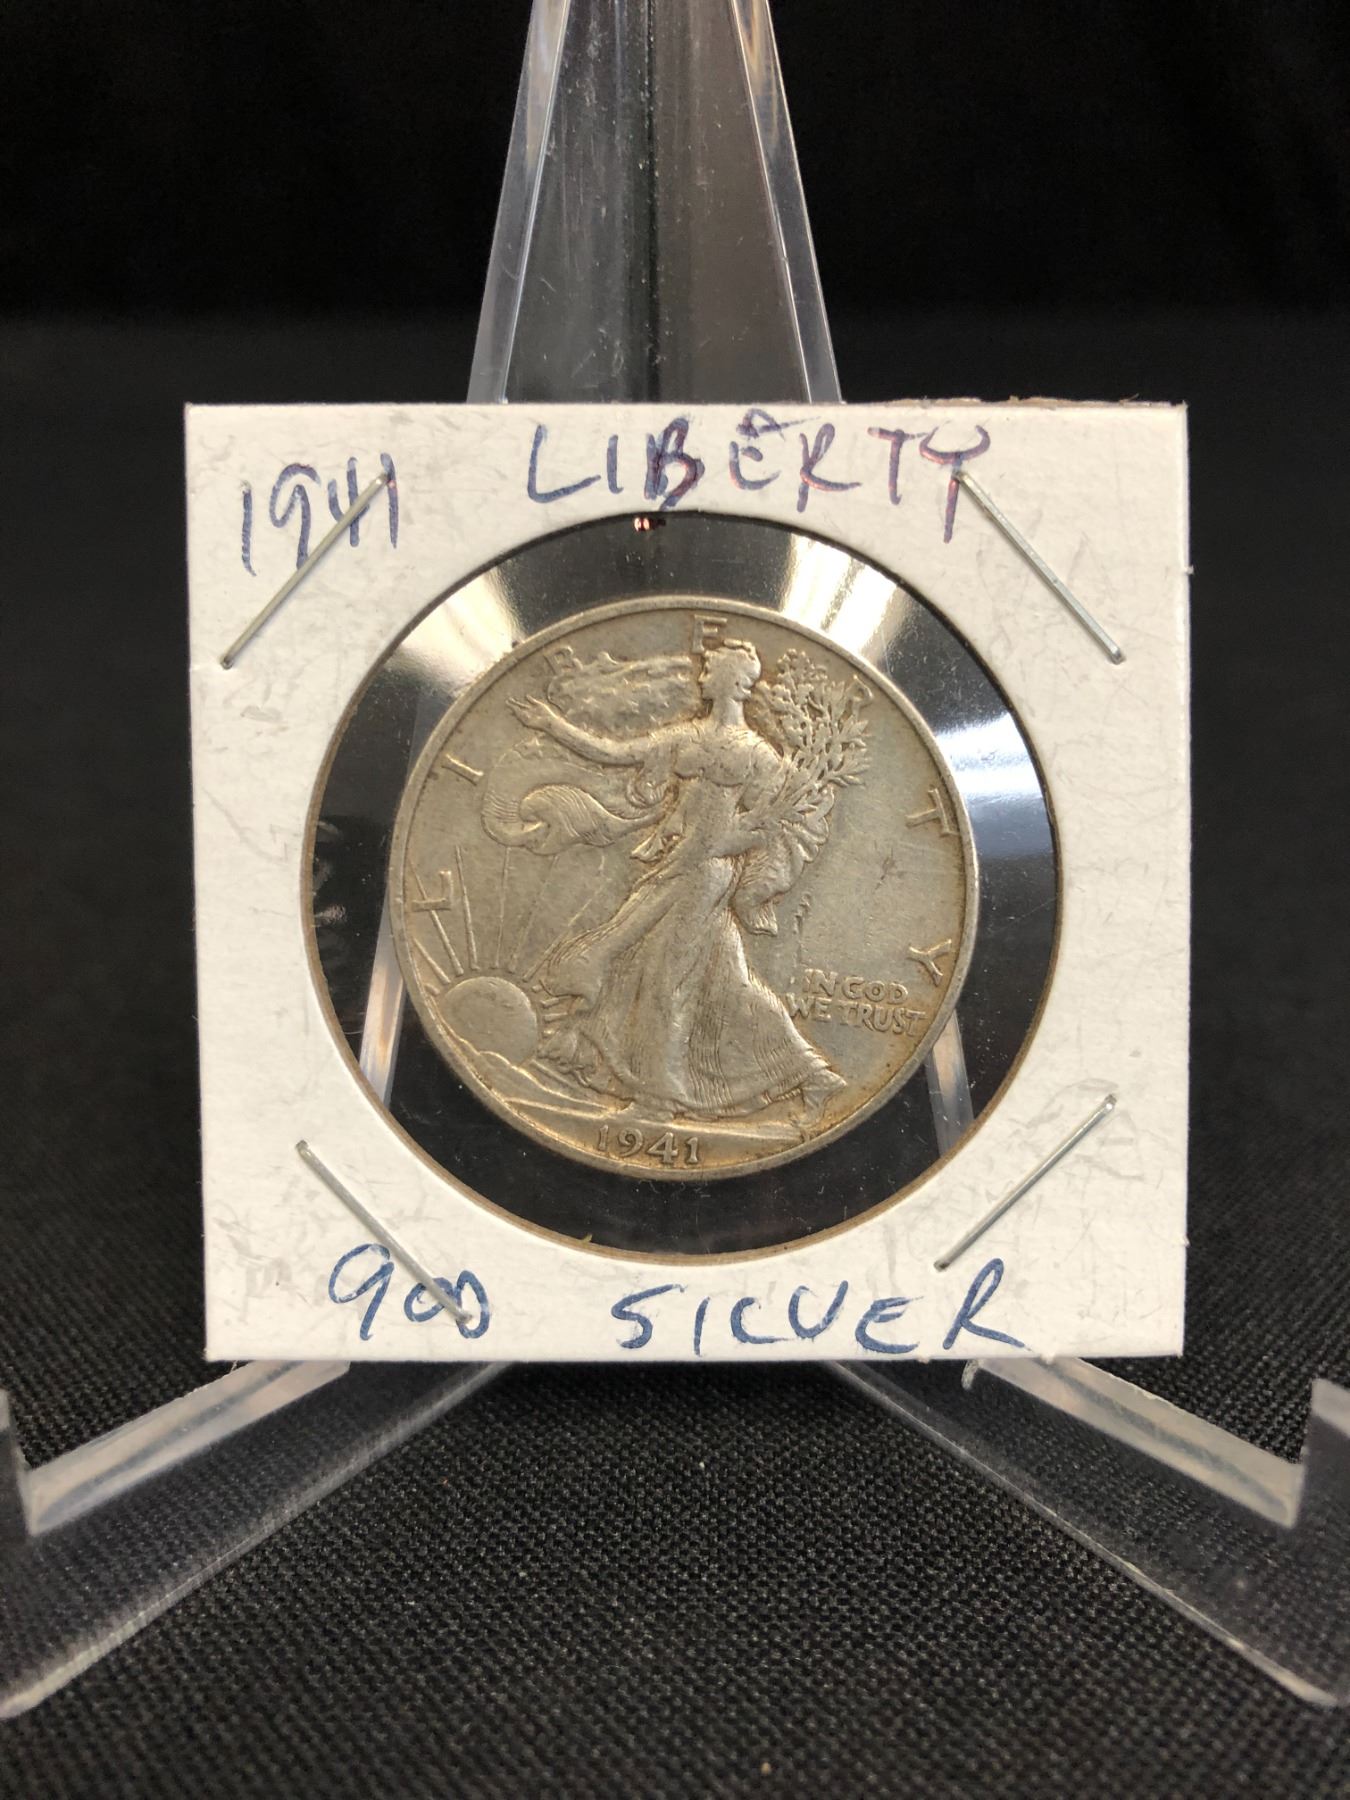 1941 LIBERTY
LIBERTY
IN GOD
WE TRUST
1941
900 SILVER